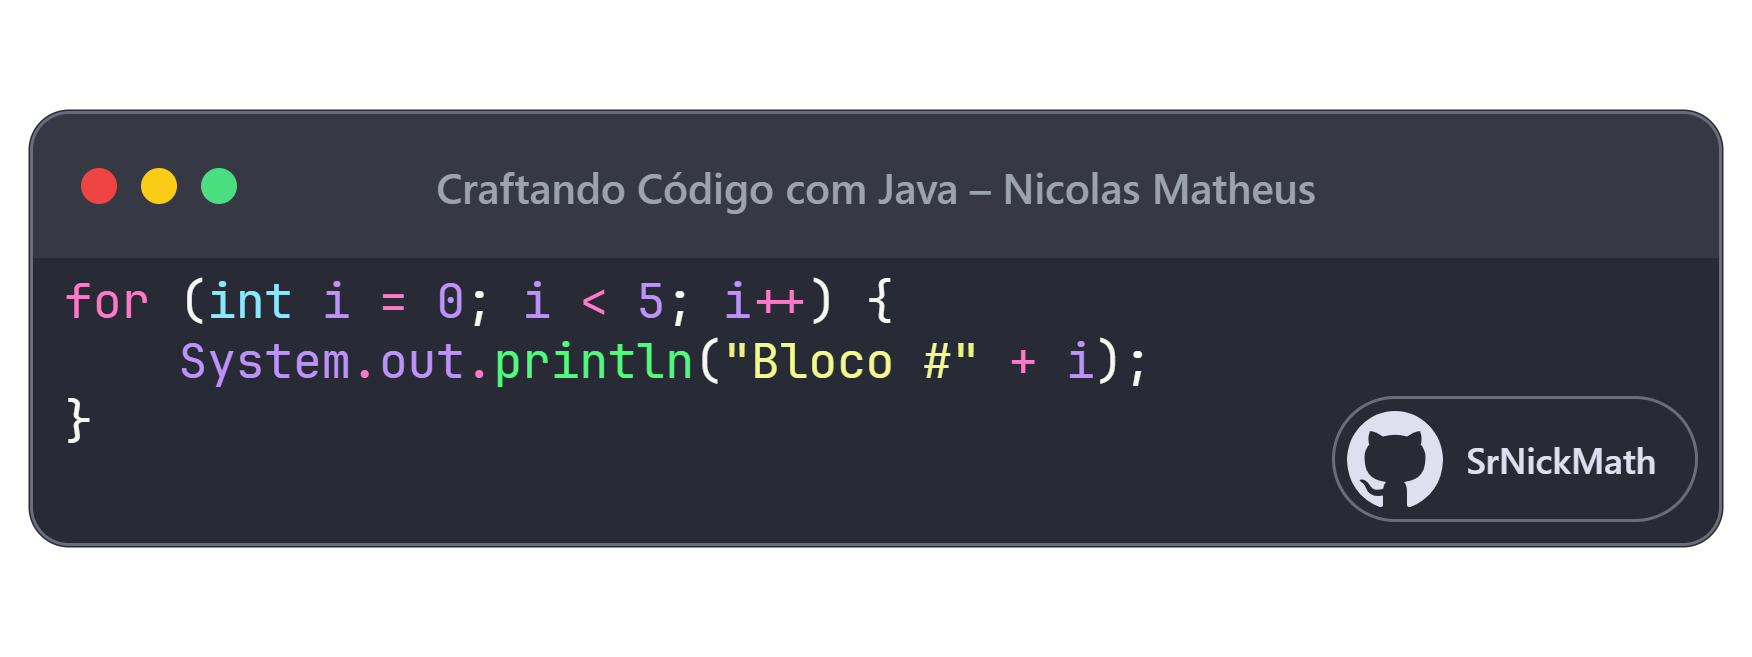 Craftando Código com Java – Nicolas Matheus
for (int i = 0; i < 5; i++) {
    System.out.println("Bloco #" + i);
}
SrNickMath